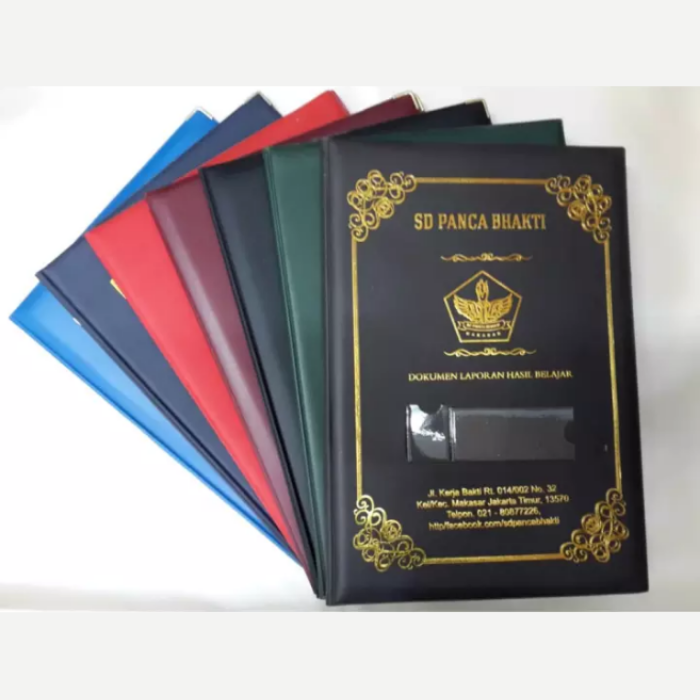 SD PANCA BHAKTI
DOKUMEN LAPORAN HASIL BELAJAR
Jl. Kerja Bakti Rt. 014/002 No. 32
Kel/Kec. Makasar Jakarta Timur, 13570
Telpon. 021 - 80877226,
http//facebook.com/sdpancabhakti